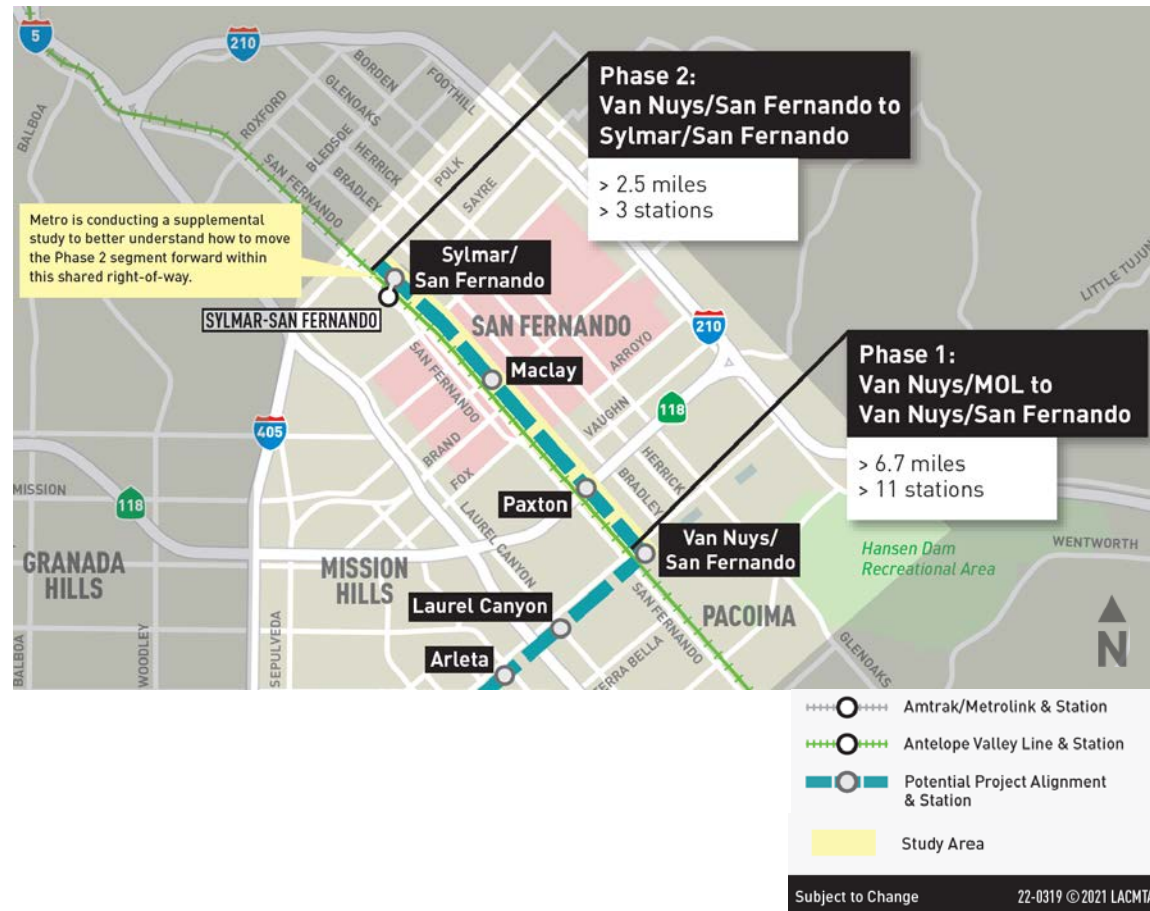 5
210
BORDEN
FOOTHILL
GLENOAKS
ROXFORD
BALBOA
BLEDSOE
HERRICK
BRADLEY
POLK
SAYRE
SAN FERNANDO
Phase 2:
Van Nuys/San Fernando to
Sylmar/San Fernando
> 2.5 miles
> 3 stations
Metro is conducting a supplemental
study to better understand how to move
the Phase 2 segment forward within
this shared right-of-way.
Sylmar/
San Fernando
SYLMAR-SAN FERNANDO
SAN FERNANDO
LITTLE TUJUN
210
ARROYO
Maclay
SAN FERNANDO
118
VAUGHN
Phase 1:
Van Nuys/MOL to
Van Nuys/San Fernando
> 6.7 miles
> 11 stations
405
BRAND
FOX
HERRICK
BRADLEY
MISSION
118
Paxton
LAUREL CANYON
Van Nuys/
San Fernando
Hansen Dam
Recreational Area
WENTWORTH
GRANADA
HILLS
MISSION
HILLS
Laurel Canyon
SAN FERNANDO
PACOIMA
Arleta
BALBOA
WOODLEY
SEPULVEDA
ERRA BELLA
GLENOAKS
N
Amtrak/Metrolink & Station
Antelope Valley Line & Station
Potential Project Alignment
& Station
Study Area
Subject to Change
22-0319 © 2021 LACMTA